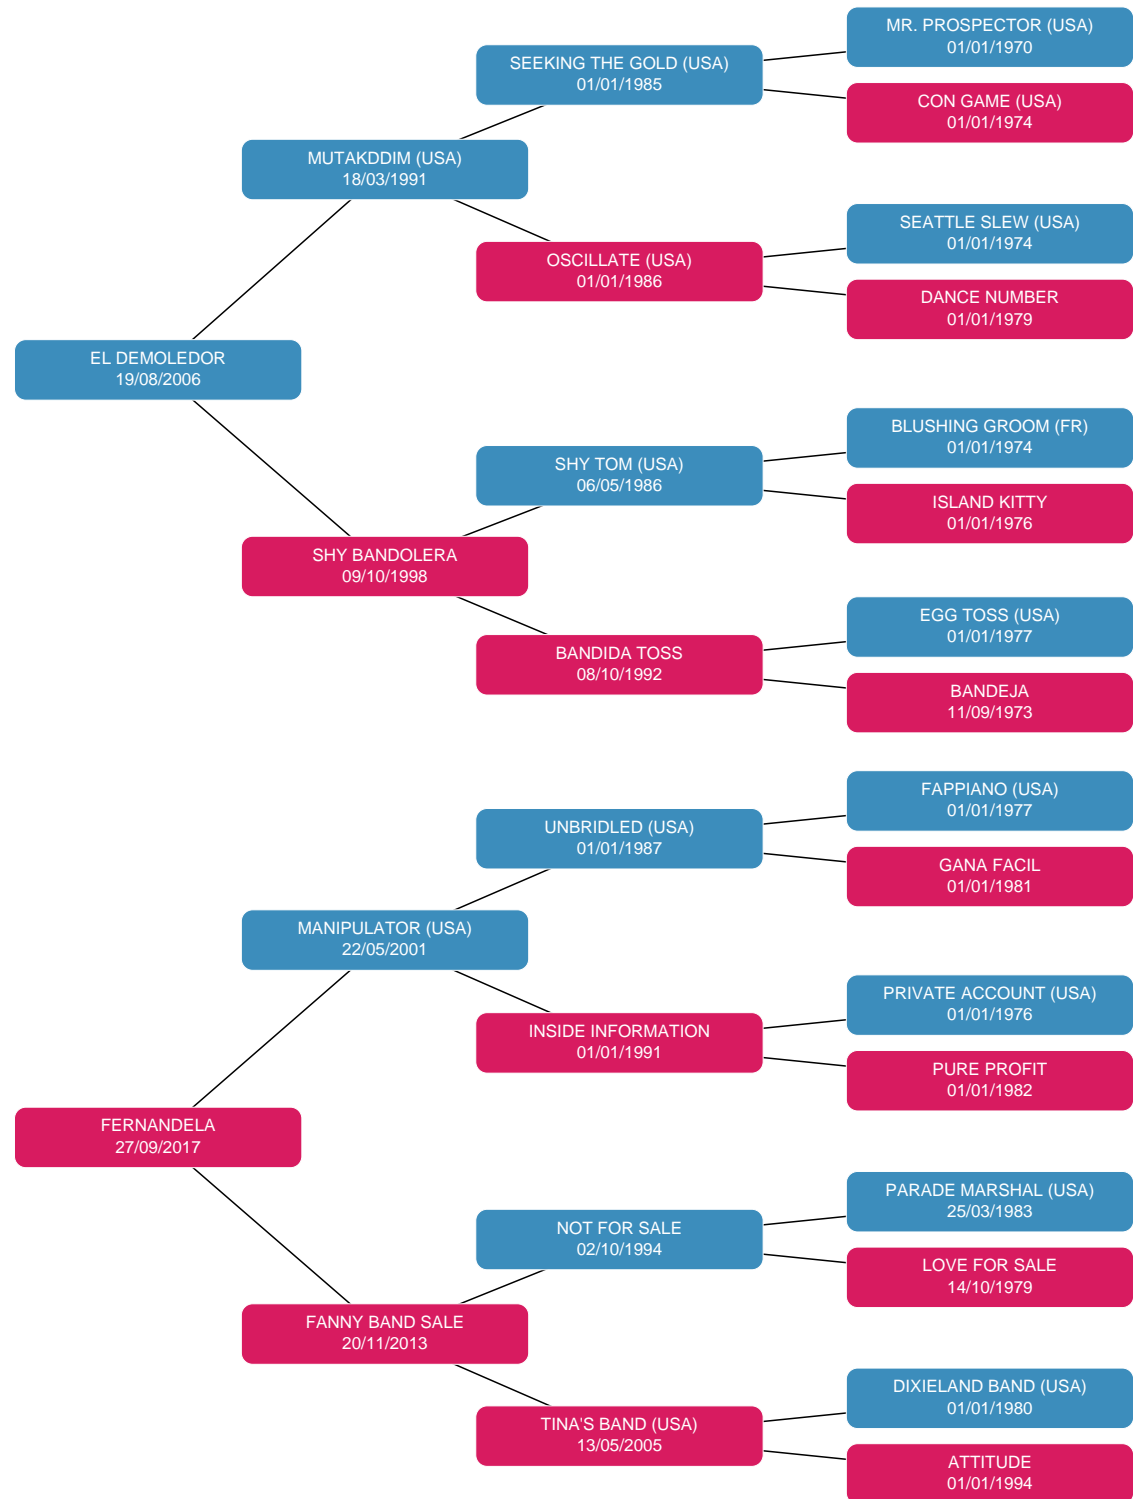 MR. PROSPECTOR (USA)
01/01/1970
SEEKING THE GOLD (USA)
01/01/1985
CON GAME (USA)
01/01/1974
MUTAKDDIM (USA)
18/03/1991
SEATTLE SLEW (USA)
01/01/1974
OSCILLATE (USA)
01/01/1986
DANCE NUMBER
01/01/1979
EL DEMOLEDOR
19/08/2006
BLUSHING GROOM (FR)
01/01/1974
SHY TOM (USA)
06/05/1986
ISLAND KITTY
01/01/1976
SHY BANDOLERA
09/10/1998
EGG TOSS (USA)
01/01/1977
BANDIDA TOSS
08/10/1992
BANDEJA
11/09/1973
FAPPIANO (USA)
01/01/1977
UNBRIDLED (USA)
01/01/1987
GANA FACIL
01/01/1981
MANIPULATOR (USA)
22/05/2001
PRIVATE ACCOUNT (USA)
01/01/1976
INSIDE INFORMATION
01/01/1991
PURE PROFIT
01/01/1982
FERNANDELA
27/09/2017
PARADE MARSHAL (USA)
25/03/1983
NOT FOR SALE
02/10/1994
LOVE FOR SALE
14/10/1979
FANNY BAND SALE
20/11/2013
DIXIELAND BAND (USA)
01/01/1980
TINA'S BAND (USA)
13/05/2005
ATTITUDE
01/01/1994